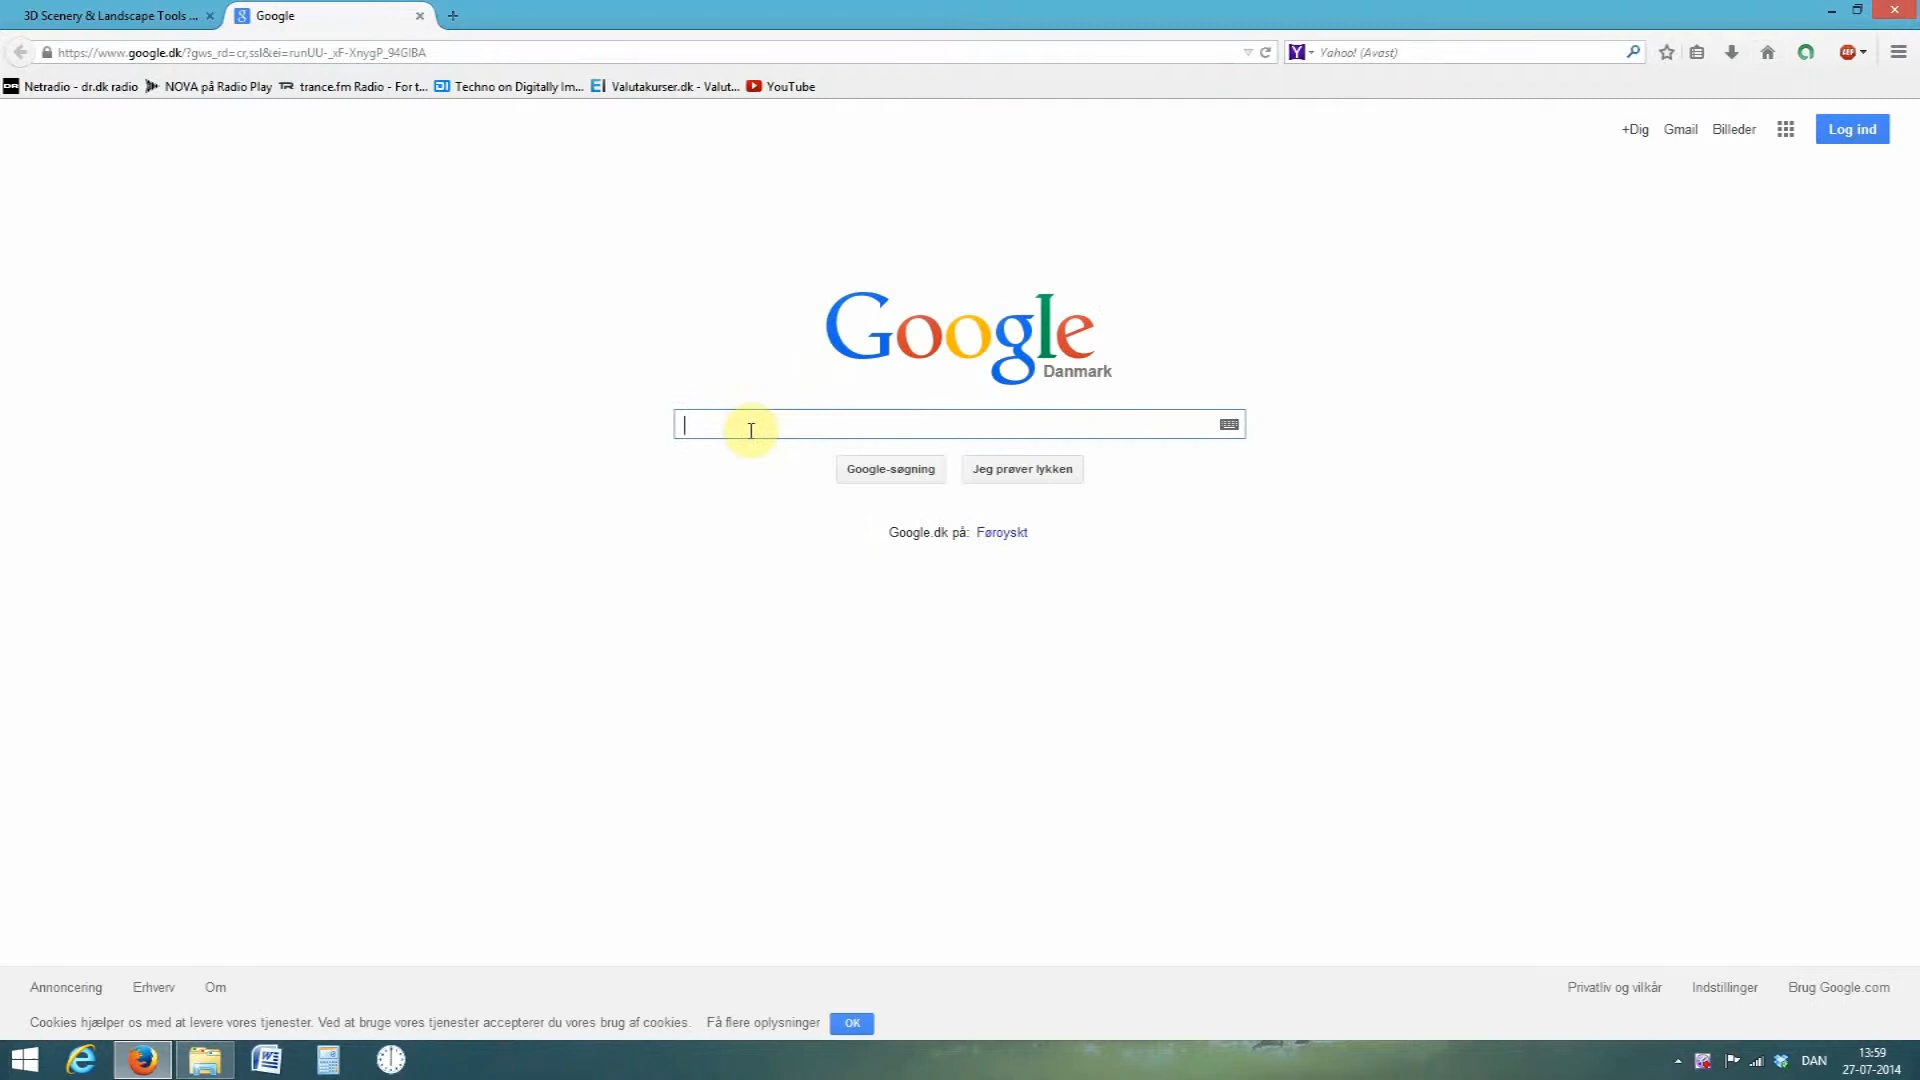 3D Scenery & Landscape Tools ...
Google
https://www.google.dk/?gws_rd=cr,ssl&ei=runUU-_xF-XnygP_94GIBA
Yahoo! (Avast)
Netradio - dr.dk radio
NOVA på Radio Play
trance.fm Radio - For t...
Techno on Digitally Im...
Valutakurser.dk - Valut...
YouTube
+Dig Gmail Billeder Log ind
Google
Danmark
Google-søgning Jeg prøver lykken
Google.dk på: Føroyskt
Annoncering Erhverv Om
Privatliv og vilkår Indstillinger Brug Google.com
Cookies hjælper os med at levere vores tjenester. Ved at bruge vores tjenester accepterer du vores brug af cookies. Få flere oplysninger OK
DAN
13:59
27-07-2014